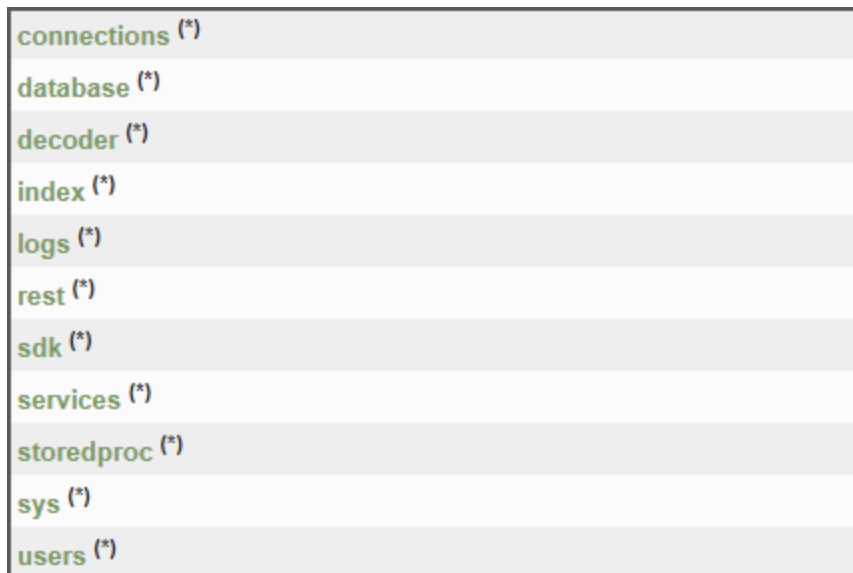 connections (*)
database (*)
decoder (*)
index (*)
logs (*)
rest (*)
sdk (*)
services (*)
storedproc (*)
sys (*)
users (*)